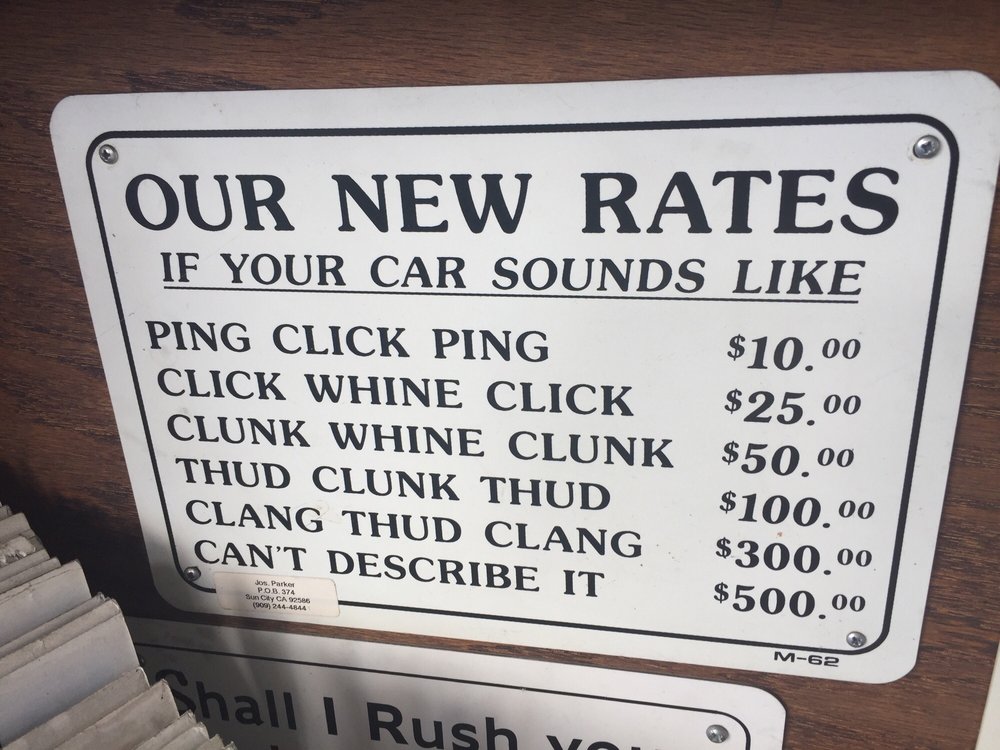 OUR NEW RATES
IF YOUR CAR SOUNDS LIKE
PING CLICK PING $10.00
CLICK WHINE CLICK $25.00
CLUNK WHINE CLUNK $50.00
THUD CLUNK THUD $100.00
CLANG THUD CLANG $300.00
CAN'T DESCRIBE IT $500.00
Jos. Parker
P.O.B. 374
Sun City CA 92586
(909) 244-4844
M-62
Shall I Rush